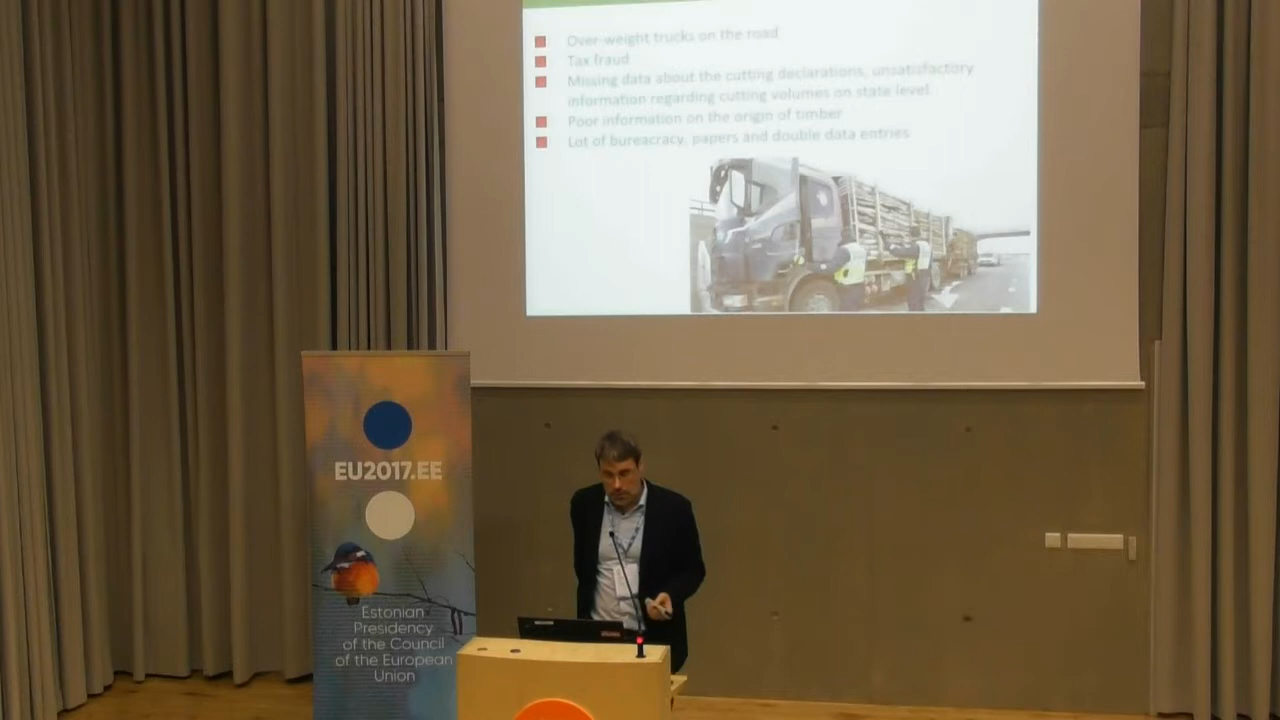 Over-weight trucks on the road
Tax fraud
Missing data about the cutting declarations, unsatisfactory
information regarding cutting volumes on state level
Poor information on the origin of timber
Lot of bureacracy, papers and double data entries
EU2017.EE
Estonian
Presidency
of the Council
of the European
Union